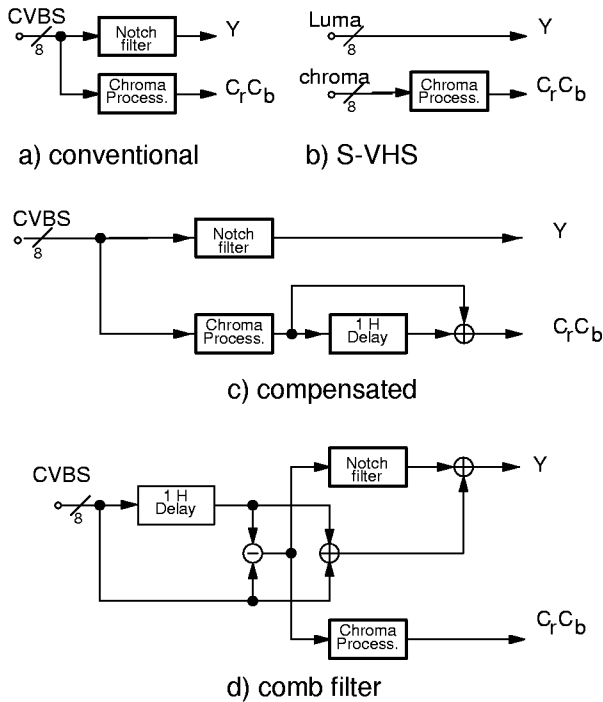 CVBS
8
Notch
filter
Y
Chroma
Process.
CrCb
a) conventional
Luma
8
Y
chroma
8
Chroma
Process.
CrCb
b) S-VHS
CVBS
8
Notch
filter
Y
Chroma
Process.
1 H
Delay
CrCb
c) compensated
CVBS
8
1 H
Delay
Notch
filter
Y
Chroma
Process.
CrCb
d) comb filter